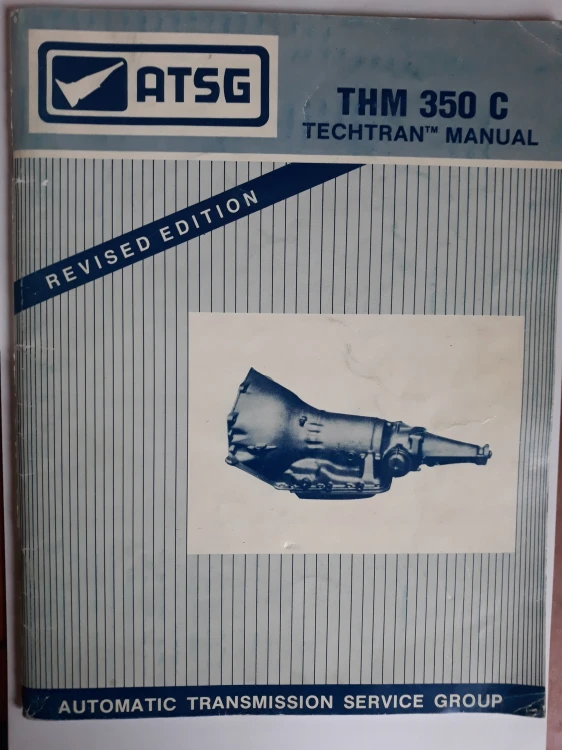 ATSG
THM 350 C
TECHTRAN™ MANUAL
REVISED EDITION
AUTOMATIC TRANSMISSION SERVICE GROUP